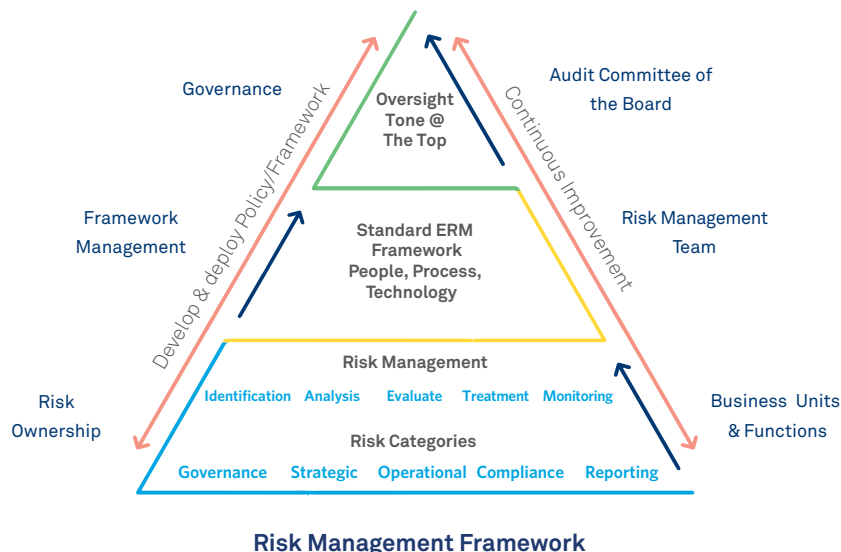 Governance
Audit Committee of
the Board
Oversight
Tone @
The Top
Develop & deploy Policy/Framework
Continuous Improvement
Framework
Management
Risk Management
Team
Standard ERM
Framework
People, Process,
Technology
Risk Management
Identification Analysis Evaluate Treatment Monitoring
Risk
Ownership
Business Units
& Functions
Risk Categories
Governance Strategic Operational Compliance Reporting
Risk Management Framework